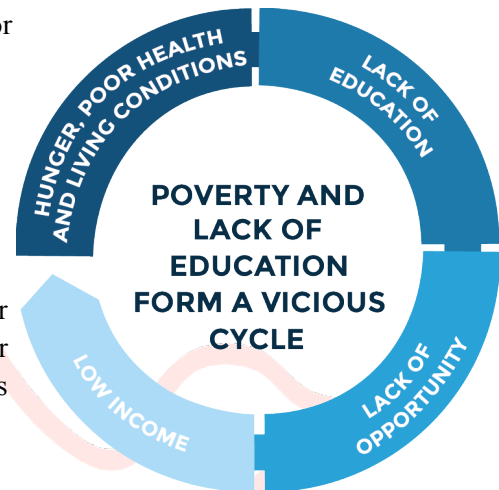 or
HUNGER, POOR HEALTH
AND LIVING CONDITIONS
LACK OF
EDUCATION
POVERTY AND
LACK OF
EDUCATION
FORM A VICIOUS
CYCLE
LACK OF
OPPORTUNITY
LOW INCOME